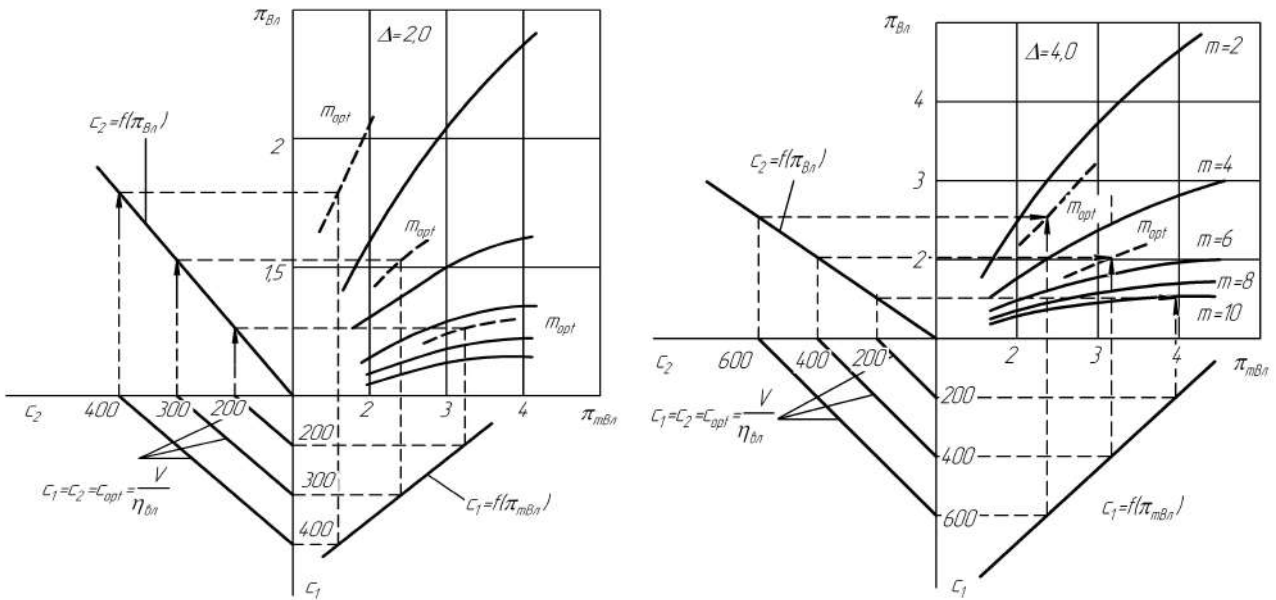 π_Вл
Δ=2,0
m_opt
c₂=f(π_Вл)
2
m_opt
1,5
m_opt
c₂
400
300
200
2
3
4
π_mВл
200
c₁=c₂=c_opt=V/η_вл
300
c₁=f(π_mВл)
400
c₁
π_Вл
Δ=4,0
m=2
4
c₂=f(π_Вл)
3
m=4
m_opt
m_opt
m=6
2
m=8
m=10
c₂
600
400
200
2
3
4
π_mВл
200
c₁=c₂=c_opt=V/η_вл
400
600
c₁=f(π_mВл)
c₁